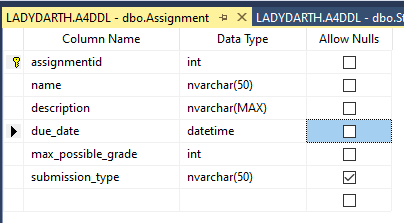 LADYDARTH.A4DDL - dbo.Assignment LADYDARTH.A4DDL - dbo.St
Column Name Data Type Allow Nulls
assignmentid int
name nvarchar(50)
description nvarchar(MAX)
due_date datetime
max_possible_grade int
submission_type nvarchar(50)